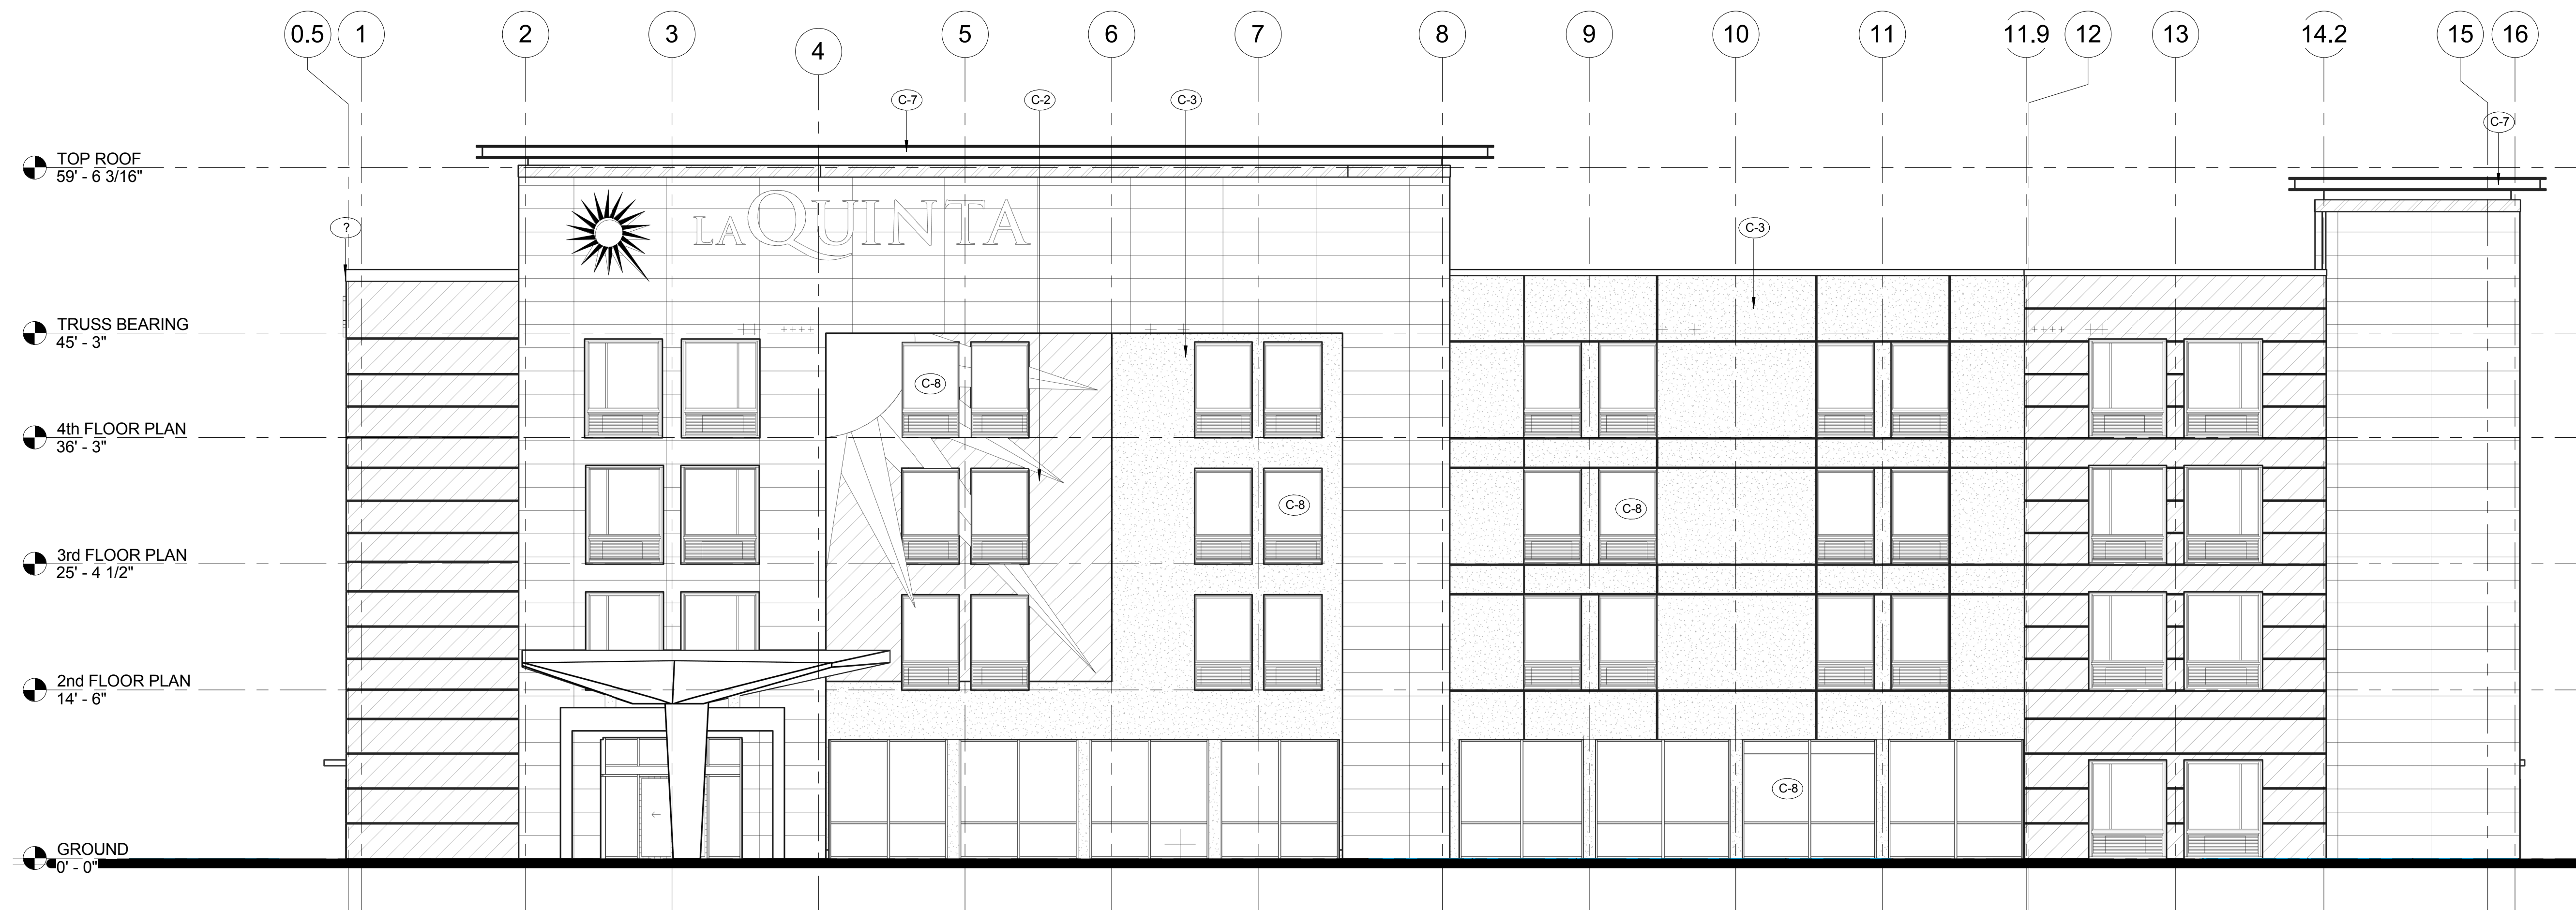 0.5
1
2
3
4
5
6
7
8
9
10
11
11.9
12
13
14.2
15
16
C-7
C-2
C-3
C-7
TOP ROOF
59' - 6 3/16"
LA QUINTA
?
C-3
TRUSS BEARING
45' - 3"
C-8
4th FLOOR PLAN
36' - 3"
C-8
C-8
3rd FLOOR PLAN
25' - 4 1/2"
2nd FLOOR PLAN
14' - 6"
C-8
GROUND
0' - 0"